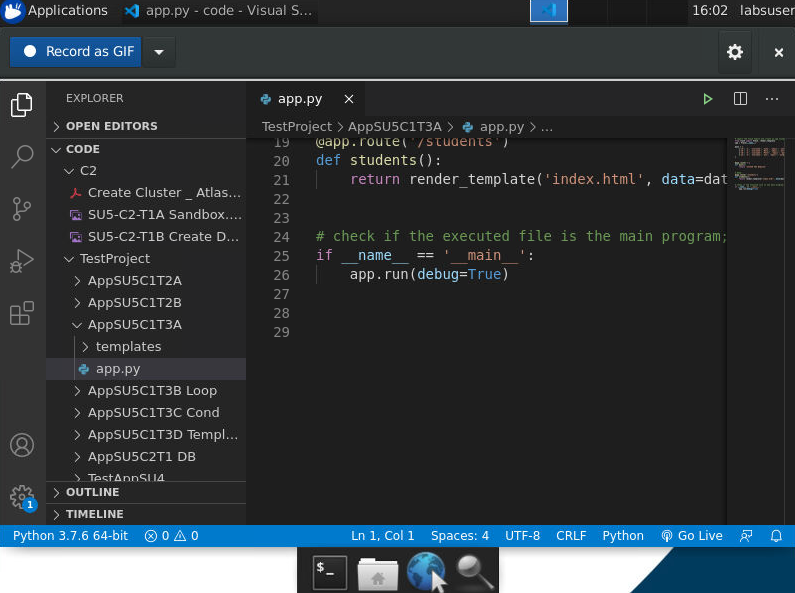 Applications
app.py - code - Visual S...
16:02
labsuser
Record as GIF
EXPLORER
OPEN EDITORS
CODE
C2
Create Cluster _ Atlas...
SU5-C2-T1A Sandbox....
SU5-C2-T1B Create D...
TestProject
AppSU5C1T2A
AppSU5C1T2B
AppSU5C1T3A
templates
app.py
AppSU5C1T3B Loop
AppSU5C1T3C Cond
AppSU5C1T3D Templ...
AppSU5C2T1 DB
TestAppSU4
OUTLINE
TIMELINE
app.py
TestProject > AppSU5C1T3A > app.py > ...
19 @app.route('/students')
20 def students():
21 return render_template('index.html', data=dat
22
23
24 # check if the executed file is the main program;
25 if __name__ == '__main__':
26 app.run(debug=True)
27
28
29
1
Python 3.7.6 64-bit
0
0
Ln 1, Col 1
Spaces: 4
UTF-8
CRLF
Python
Go Live
$_